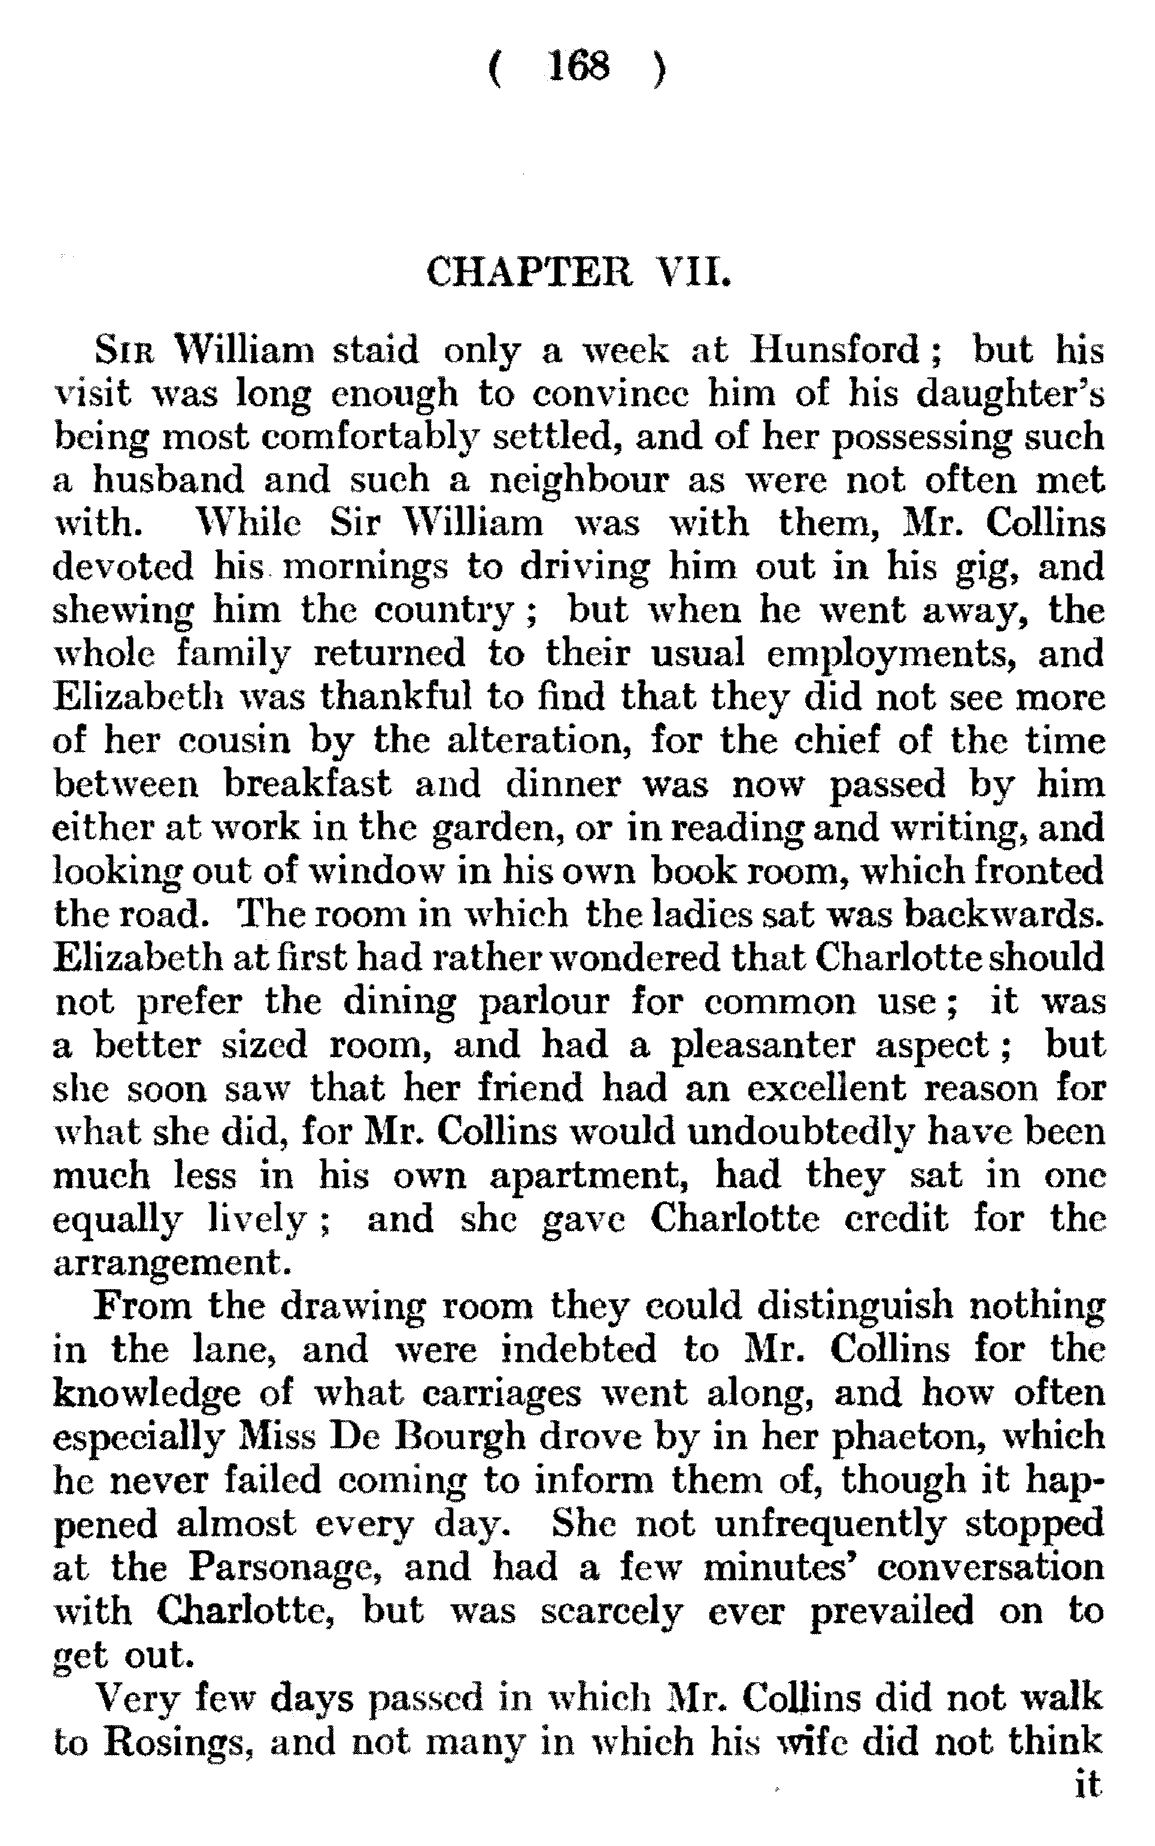 ( 168 )
CHAPTER VII.
SIR William staid only a week at Hunsford ; but his
visit was long enough to convince him of his daughter's
being most comfortably settled, and of her possessing such
a husband and such a neighbour as were not often met
with. While Sir William was with them, Mr. Collins
devoted his mornings to driving him out in his gig, and
shewing him the country ; but when he went away, the
whole family returned to their usual employments, and
Elizabeth was thankful to find that they did not see more
of her cousin by the alteration, for the chief of the time
between breakfast and dinner was now passed by him
either at work in the garden, or in reading and writing, and
looking out of window in his own book room, which fronted
the road. The room in which the ladies sat was backwards.
Elizabeth at first had rather wondered that Charlotte should
not prefer the dining parlour for common use ; it was
a better sized room, and had a pleasanter aspect ; but
she soon saw that her friend had an excellent reason for
what she did, for Mr. Collins would undoubtedly have been
much less in his own apartment, had they sat in one
equally lively ; and she gave Charlotte credit for the
arrangement.
From the drawing room they could distinguish nothing
in the lane, and were indebted to Mr. Collins for the
knowledge of what carriages went along, and how often
especially Miss De Bourgh drove by in her phaeton, which
he never failed coming to inform them of, though it hap-
pened almost every day. She not unfrequently stopped
at the Parsonage, and had a few minutes' conversation
with Charlotte, but was scarcely ever prevailed on to
get out.
Very few days passed in which Mr. Collins did not walk
to Rosings, and not many in which his wife did not think
it